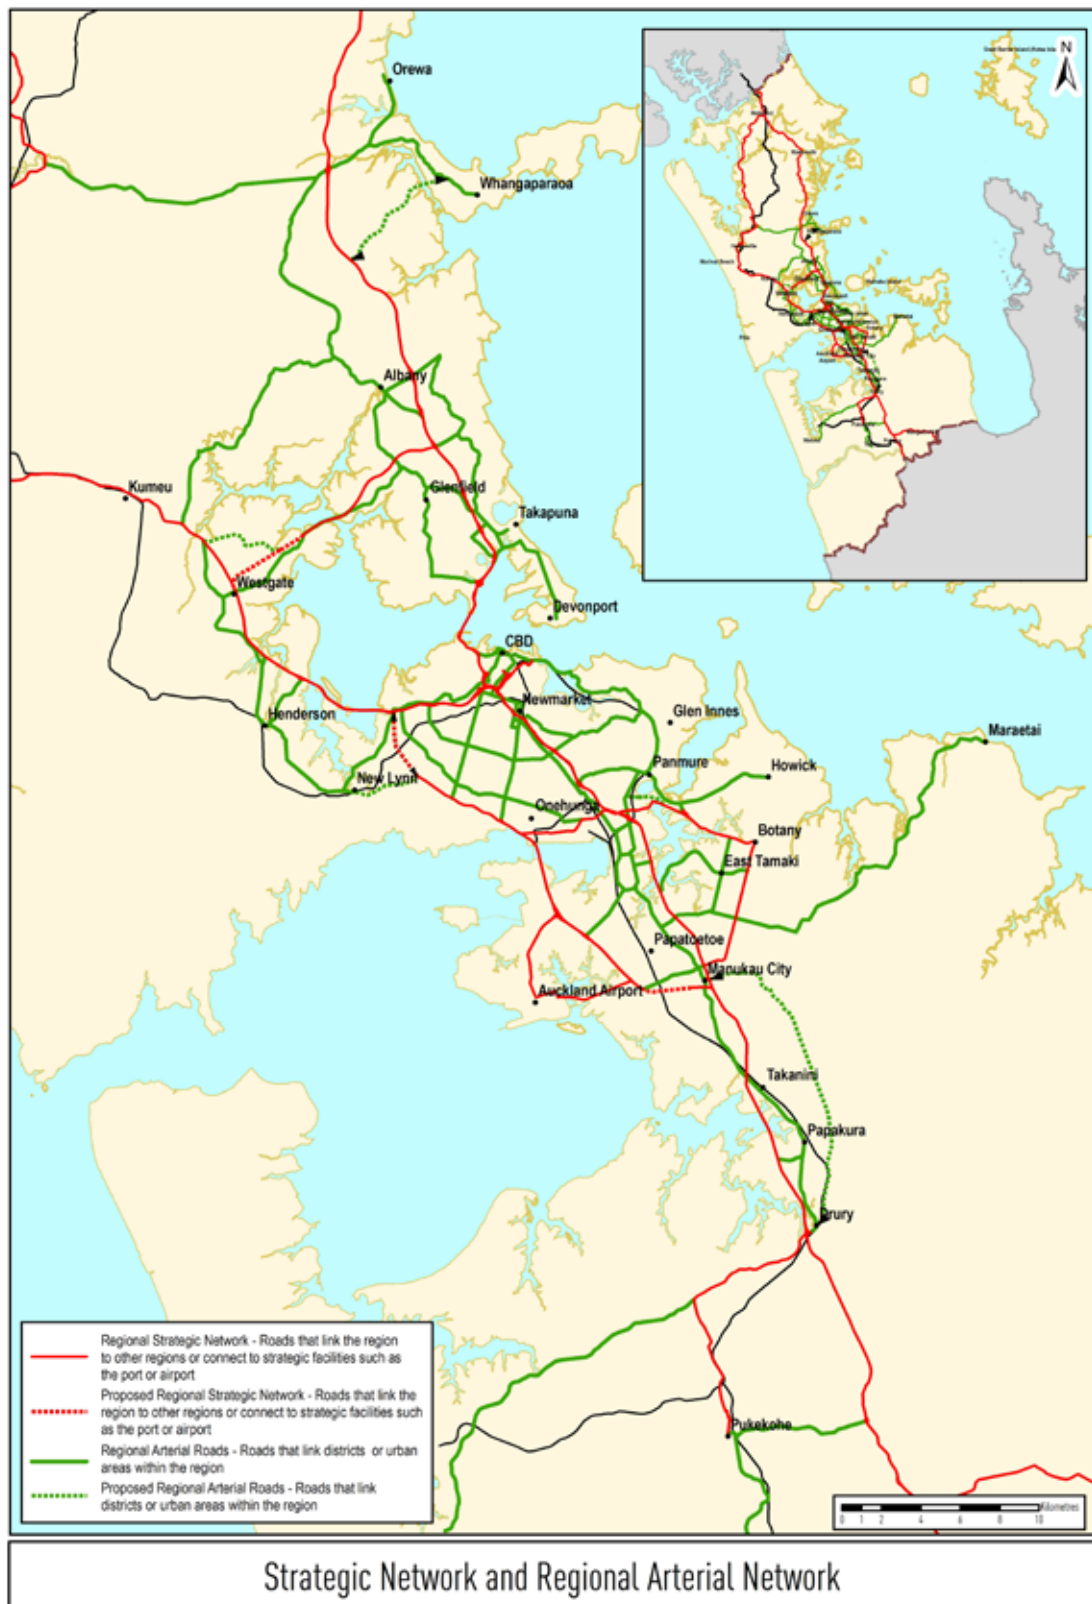 Orewa
Whangaparaoa
Albany
Kumeu
Glenfield
Takapuna
Westgate
Devonport
CBD
Newmarket
Henderson
Glen Innes
Maraetai
New Lynn
Panmure
Howick
Onehunga
Botany
East Tamaki
Papatoetoe
Manukau City
Auckland Airport
Takanini
Papakura
Drury
Pukekohe
N
Regional Strategic Network - Roads that link the region
to other regions or connect to strategic facilities such as
the port or airport
Proposed Regional Strategic Network - Roads that link the
region to other regions or connect to strategic facilities such
as the port or airport
Regional Arterial Roads - Roads that link districts or urban
areas within the region
Proposed Regional Arterial Roads - Roads that link
districts or urban areas within the region
Kilometres
0 1 2 4 6 8 10
Strategic Network and Regional Arterial Network